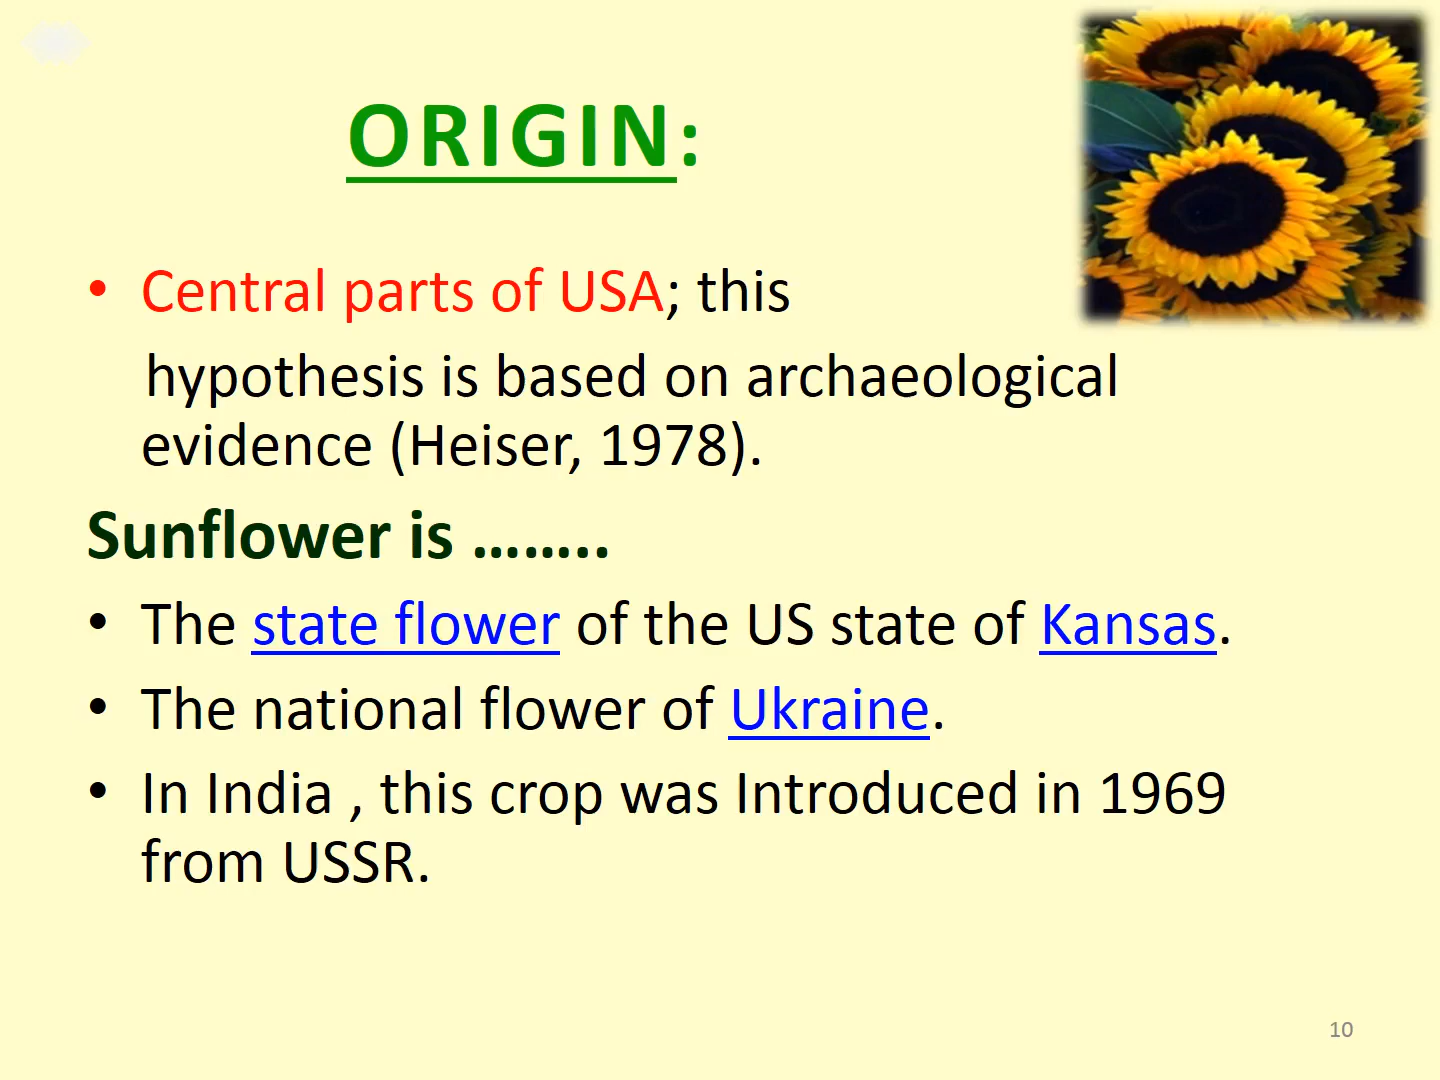 ORIGIN:
• Central parts of USA; this
hypothesis is based on archaeological
evidence (Heiser, 1978).
Sunflower is ……..
• The state flower of the US state of Kansas.
• The national flower of Ukraine.
• In India , this crop was Introduced in 1969
from USSR.
10